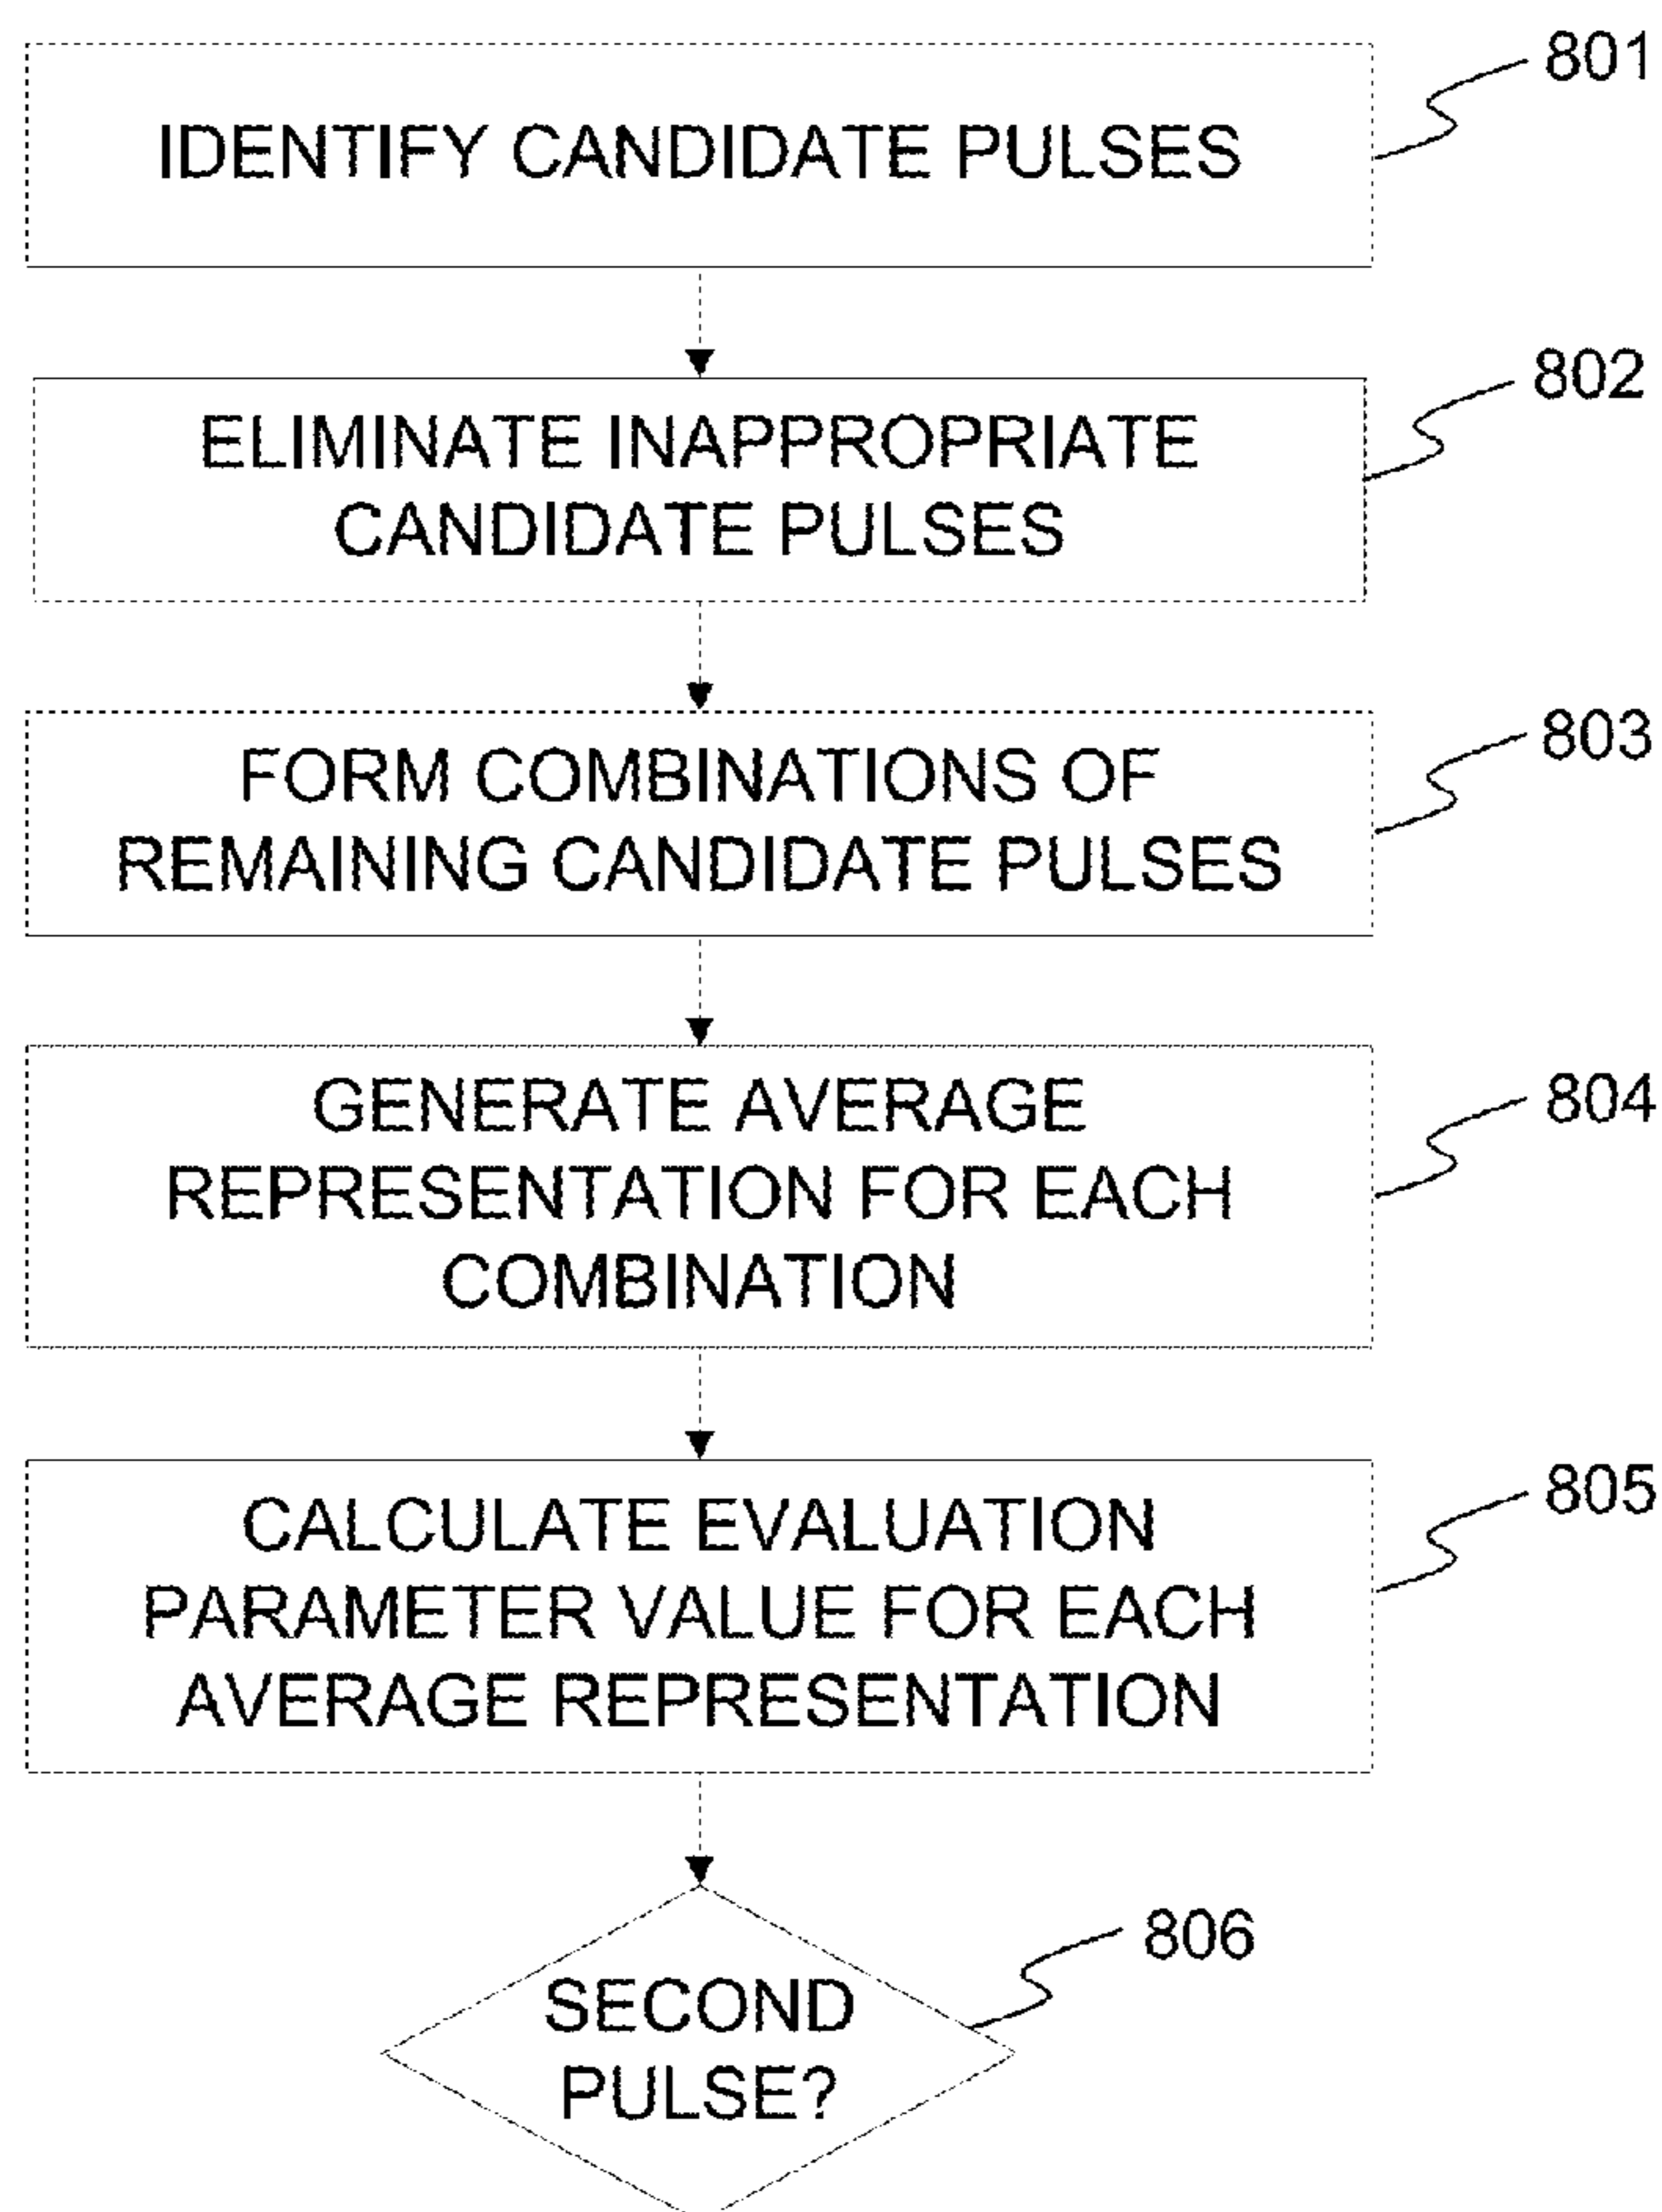 801
IDENTIFY CANDIDATE PULSES
802
ELIMINATE INAPPROPRIATE
CANDIDATE PULSES
803
FORM COMBINATIONS OF
REMAINING CANDIDATE PULSES
804
GENERATE AVERAGE
REPRESENTATION FOR EACH
COMBINATION
805
CALCULATE EVALUATION
PARAMETER VALUE FOR EACH
AVERAGE REPRESENTATION
806
SECOND
PULSE?